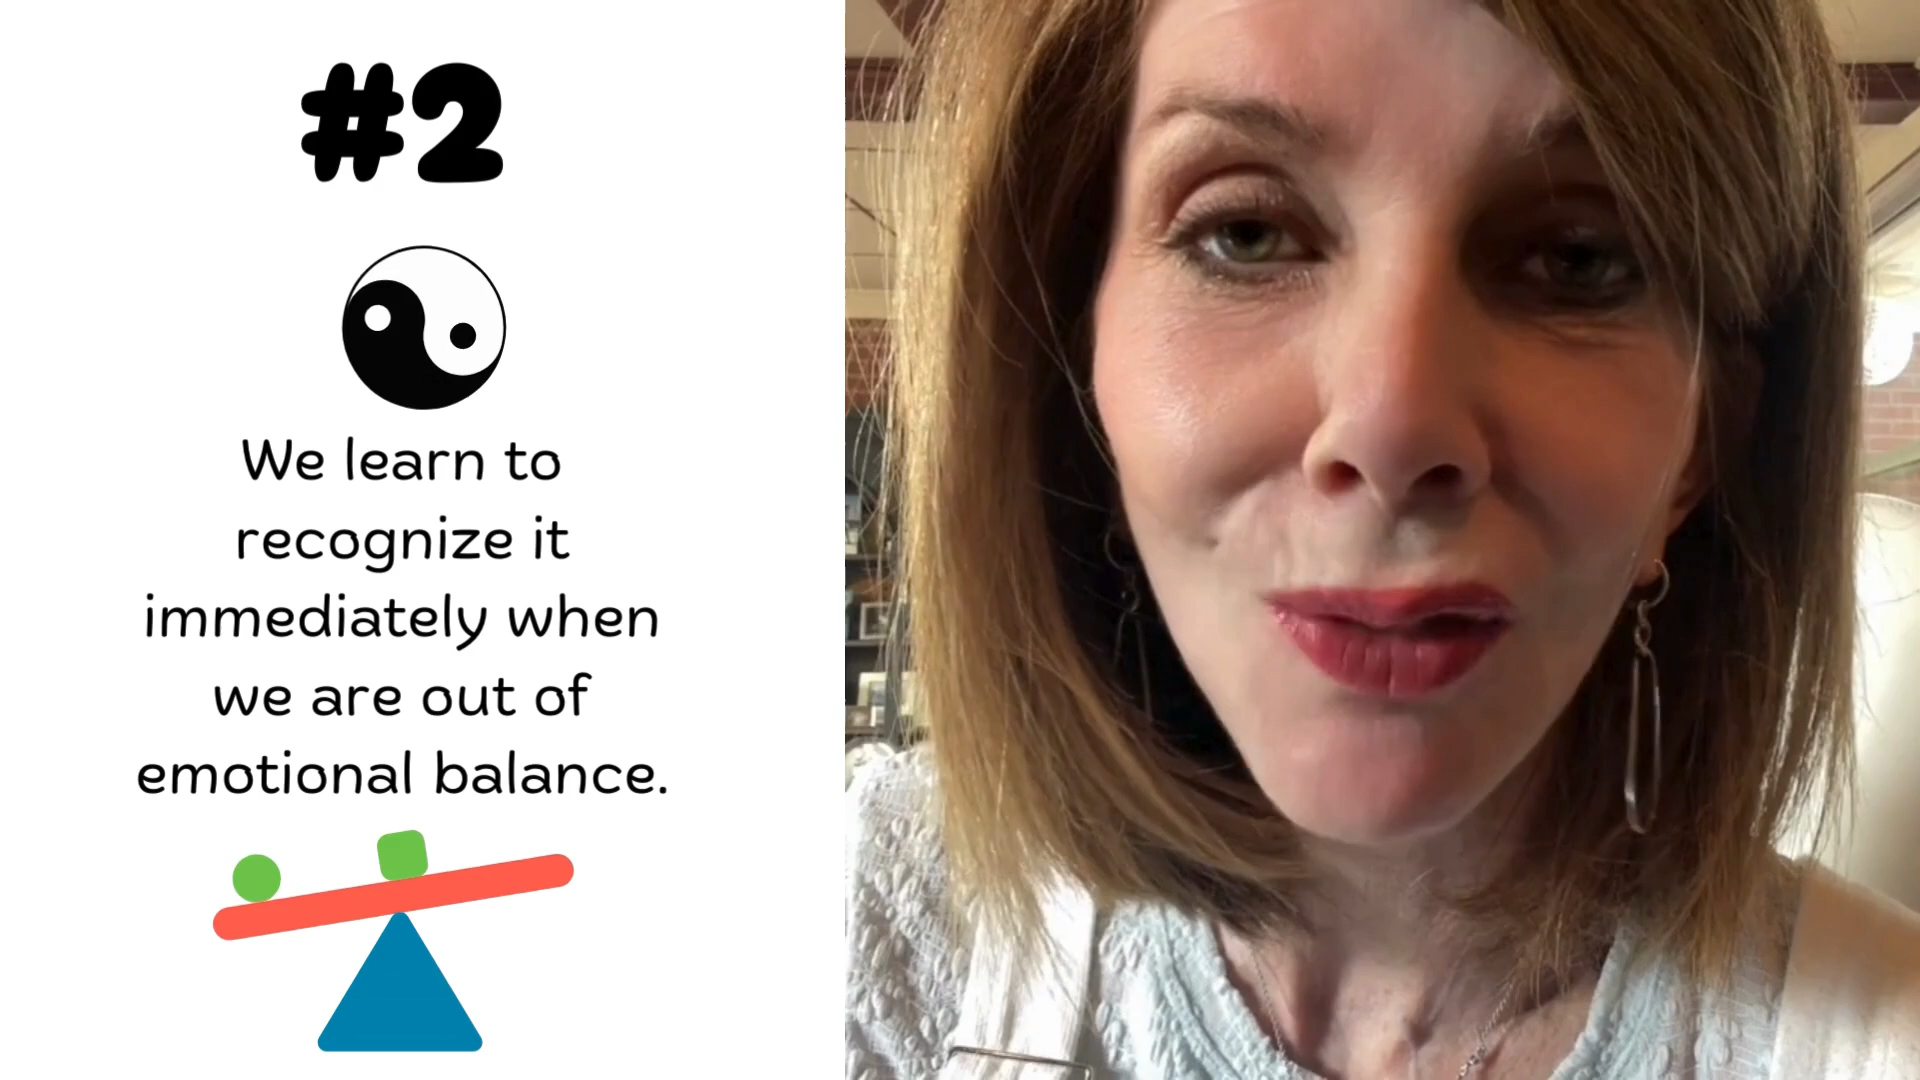 #2
We learn to
recognize it
immediately when
we are out of
emotional balance.